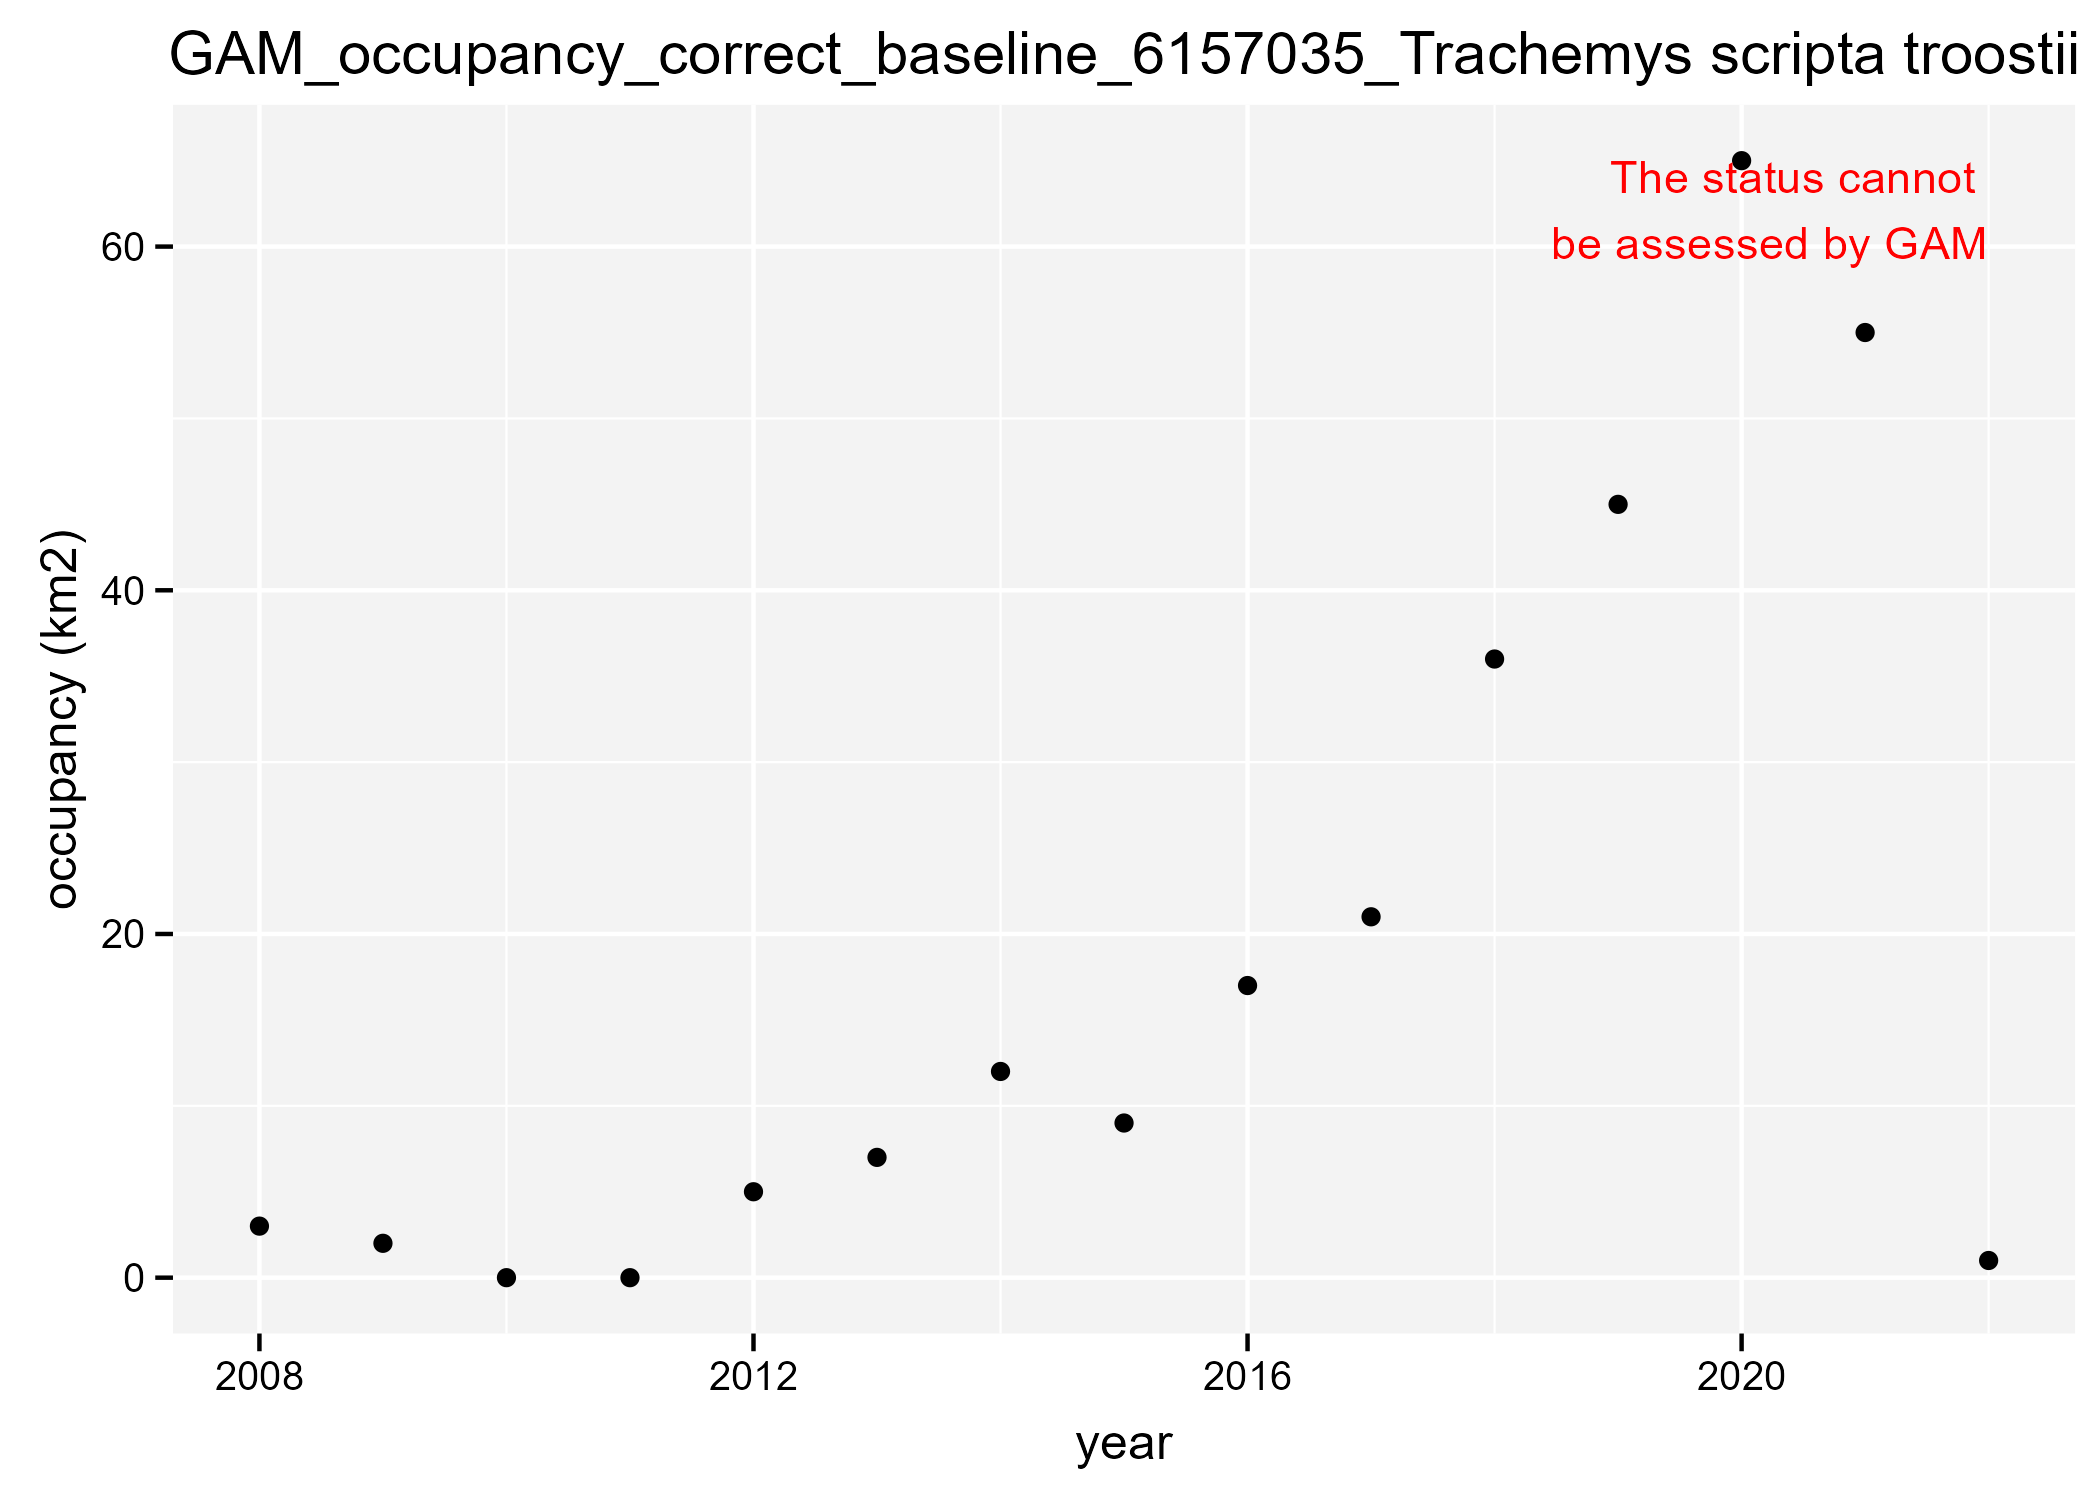 GAM_occupancy_correct_baseline_6157035_Trachemys scripta troostii
The status cannot
be assessed by GAM
60
40
20
0
occupancy (km2)
2008 2012 2016 2020
year